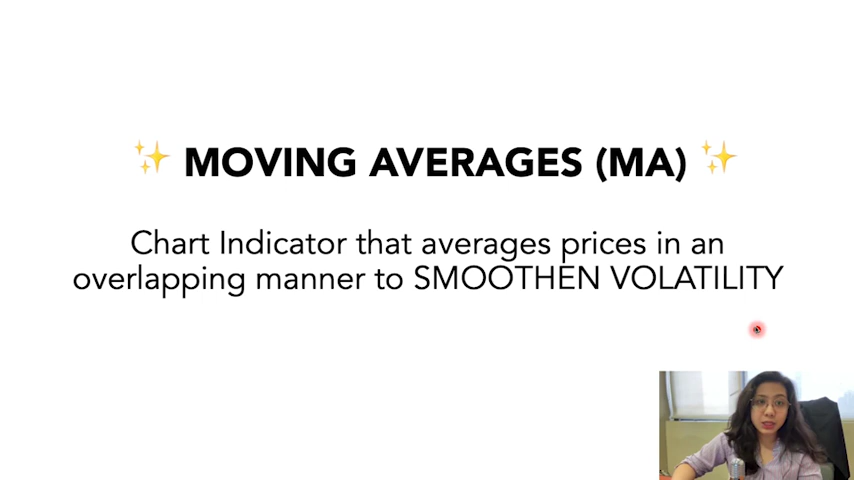 ✨ MOVING AVERAGES (MA) ✨
Chart Indicator that averages prices in an
overlapping manner to SMOOTHEN VOLATILITY